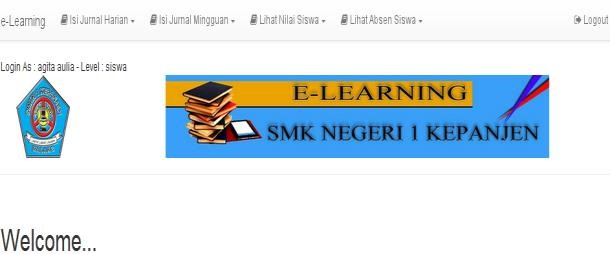 e-Learning Isi Jurnal Harian Isi Jurnal Mingguan Lihat Nilai Siswa Lihat Absen Siswa Logout
Login As : agita aulia - Level : siswa
E-LEARNING
SMK NEGERI 1 KEPANJEN
Welcome...